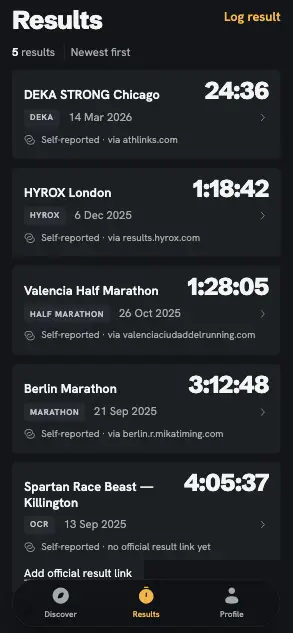 Results
Log result
5 results
Newest first
DEKA STRONG Chicago
24:36
DEKA
14 Mar 2026
Self-reported · via athlinks.com
HYROX London
1:18:42
HYROX
6 Dec 2025
Self-reported · via results.hyrox.com
Valencia Half Marathon
1:28:05
HALF MARATHON
26 Oct 2025
Self-reported · via valenciaciudaddelrunning.com
Berlin Marathon
3:12:48
MARATHON
21 Sep 2025
Self-reported · via berlin.r.mikatiming.com
Spartan Race Beast —
Killington
4:05:37
OCR
13 Sep 2025
Self-reported · no official result link yet
Add official result link
Discover
Results
Profile